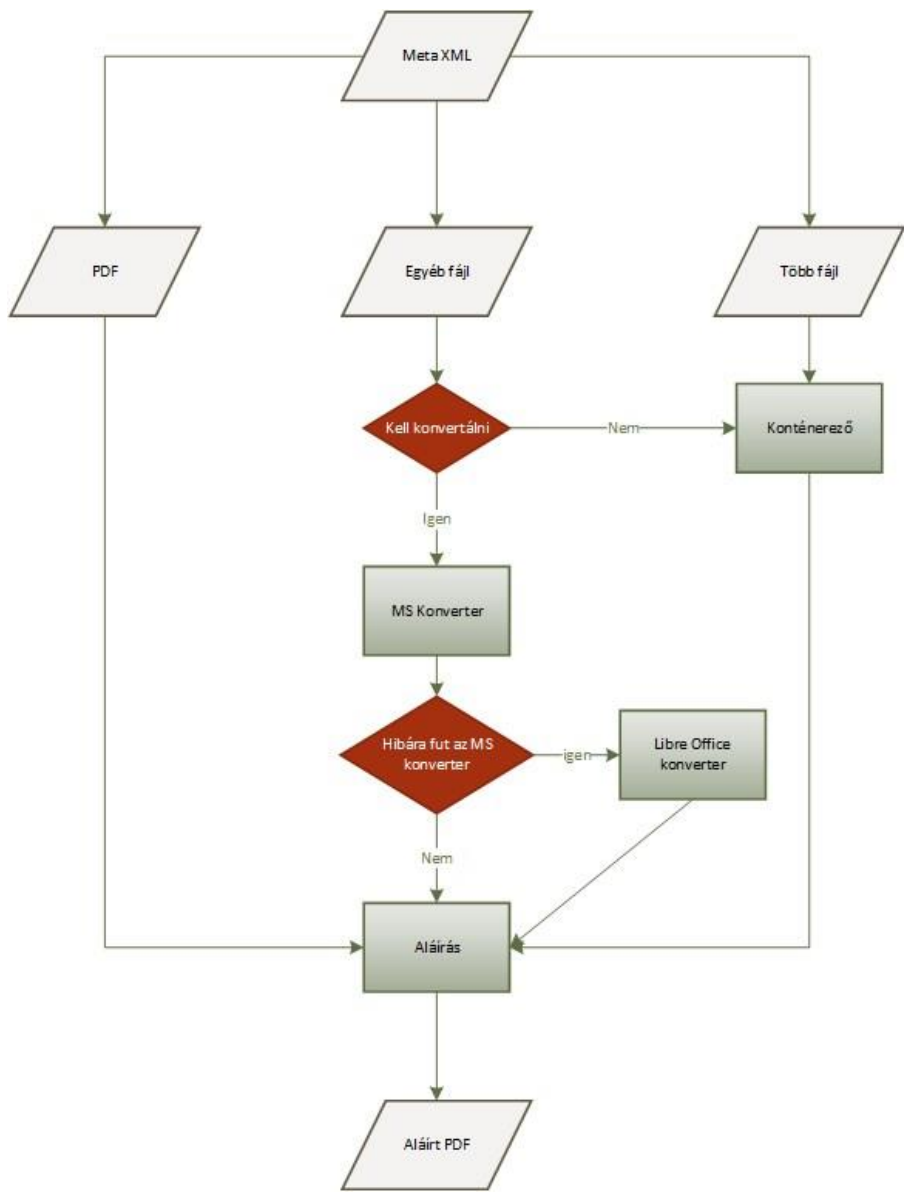 Meta XML
PDF
Egyéb fájl
Több fájl
Kell konvertálni
Nem
Konténerező
Igen
MS Konverter
Hibára fut az MS
konverter
igen
Libre Office
konverter
Nem
Aláírás
Aláírt PDF